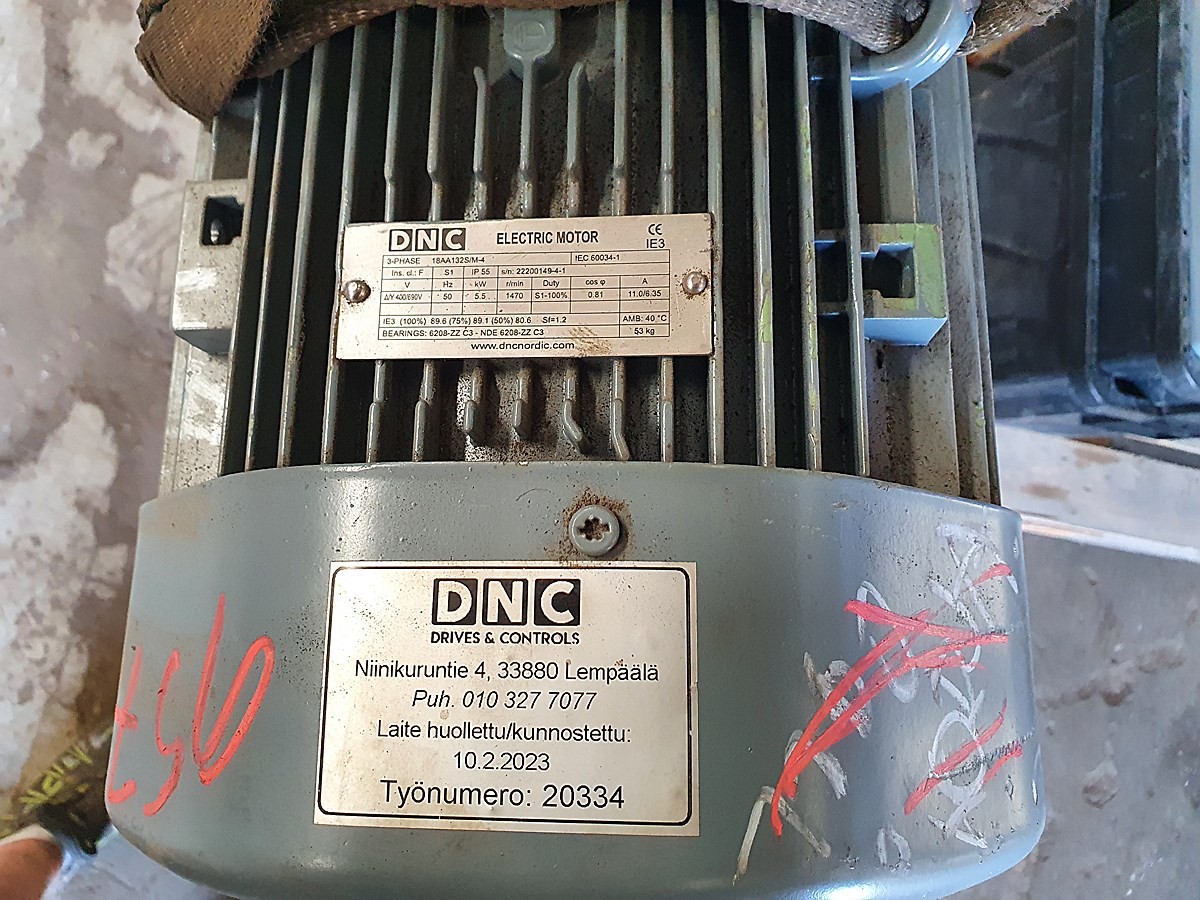 DNC ELECTRIC MOTOR CE
IE3
3-PHASE 18AA132S/M-4 IEC 60034-1
Ins. cl.: F S1 IP 55 s/n: 22200149-4-1
V Hz kW r/min Duty cos φ A
Δ/Y 400/690V 50 5.5 1470 S1-100% 0.81 11.0/6.35
IE3 (100%) 89.6 (75%) 89.1 (50%) 80.6 Sf=1.2 AMB: 40 °C
BEARINGS: 6208-ZZ C3 - NDE 6208-ZZ C3 53 kg
www.dncnordic.com
DNC
DRIVES & CONTROLS
Niinikuruntie 4, 33880 Lempäälä
Puh. 010 327 7077
Laite huollettu/kunnostettu:
10.2.2023
Työnumero: 20334